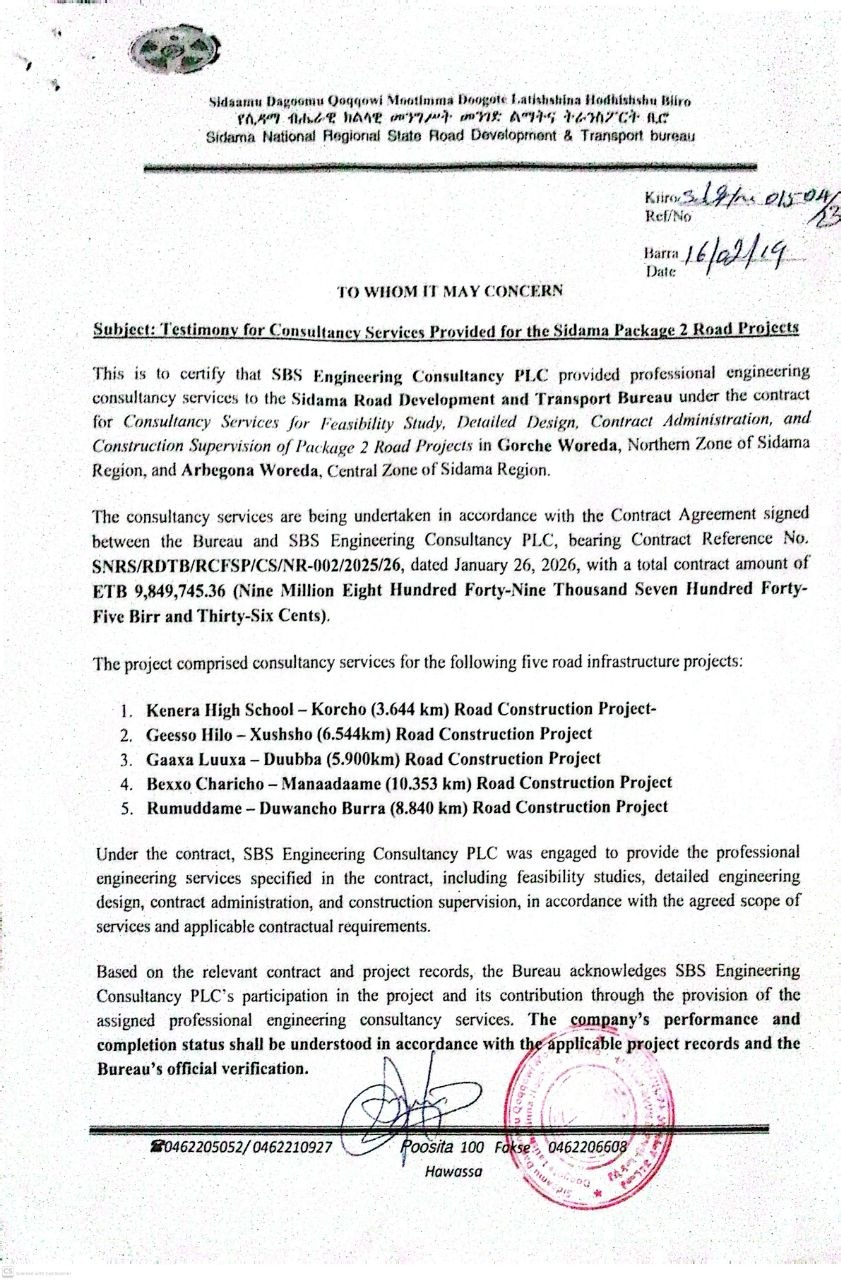 Sidaamu Dagoomu Qoqqowi Mootimma Doogote Latishshina Hodhishshu Biiro
የሲዳማ ብሔራዊ ክልላዊ መንግሥት መንገድ ልማትና ትራንስፖርት ቢሮ
Sidama National Regional State Road Development & Transport bureau
Kiiro
Ref/No
Barra 16/02/19
Date
TO WHOM IT MAY CONCERN
Subject: Testimony for Consultancy Services Provided for the Sidama Package 2 Road Projects
This is to certify that SBS Engineering Consultancy PLC provided professional engineering
consultancy services to the Sidama Road Development and Transport Bureau under the contract
for Consultancy Services for Feasibility Study, Detailed Design, Contract Administration, and
Construction Supervision of Package 2 Road Projects in Gorche Woreda, Northern Zone of Sidama
Region, and Arbegona Woreda, Central Zone of Sidama Region.
The consultancy services are being undertaken in accordance with the Contract Agreement signed
between the Bureau and SBS Engineering Consultancy PLC, bearing Contract Reference No.
SNRS/RDTB/RCFSP/CS/NR-002/2025/26, dated January 26, 2026, with a total contract amount of
ETB 9,849,745.36 (Nine Million Eight Hundred Forty-Nine Thousand Seven Hundred Forty-
Five Birr and Thirty-Six Cents).
The project comprised consultancy services for the following five road infrastructure projects:
1. Kenera High School – Korcho (3.644 km) Road Construction Project-
2. Geesso Hilo – Xushsho (6.544km) Road Construction Project
3. Gaaxa Luuxa – Duubba (5.900km) Road Construction Project
4. Bexxo Charicho – Manaadaame (10.353 km) Road Construction Project
5. Rumuddame – Duwancho Burra (8.840 km) Road Construction Project
Under the contract, SBS Engineering Consultancy PLC was engaged to provide the professional
engineering services specified in the contract, including feasibility studies, detailed engineering
design, contract administration, and construction supervision, in accordance with the agreed scope of
services and applicable contractual requirements.
Based on the relevant contract and project records, the Bureau acknowledges SBS Engineering
Consultancy PLC's participation in the project and its contribution through the provision of the
assigned professional engineering consultancy services. The company's performance and
completion status shall be understood in accordance with the applicable project records and the
Bureau's official verification.
☎0462205052/ 0462210927 Poosita 100 Fakse 0462206608
Hawassa
CS